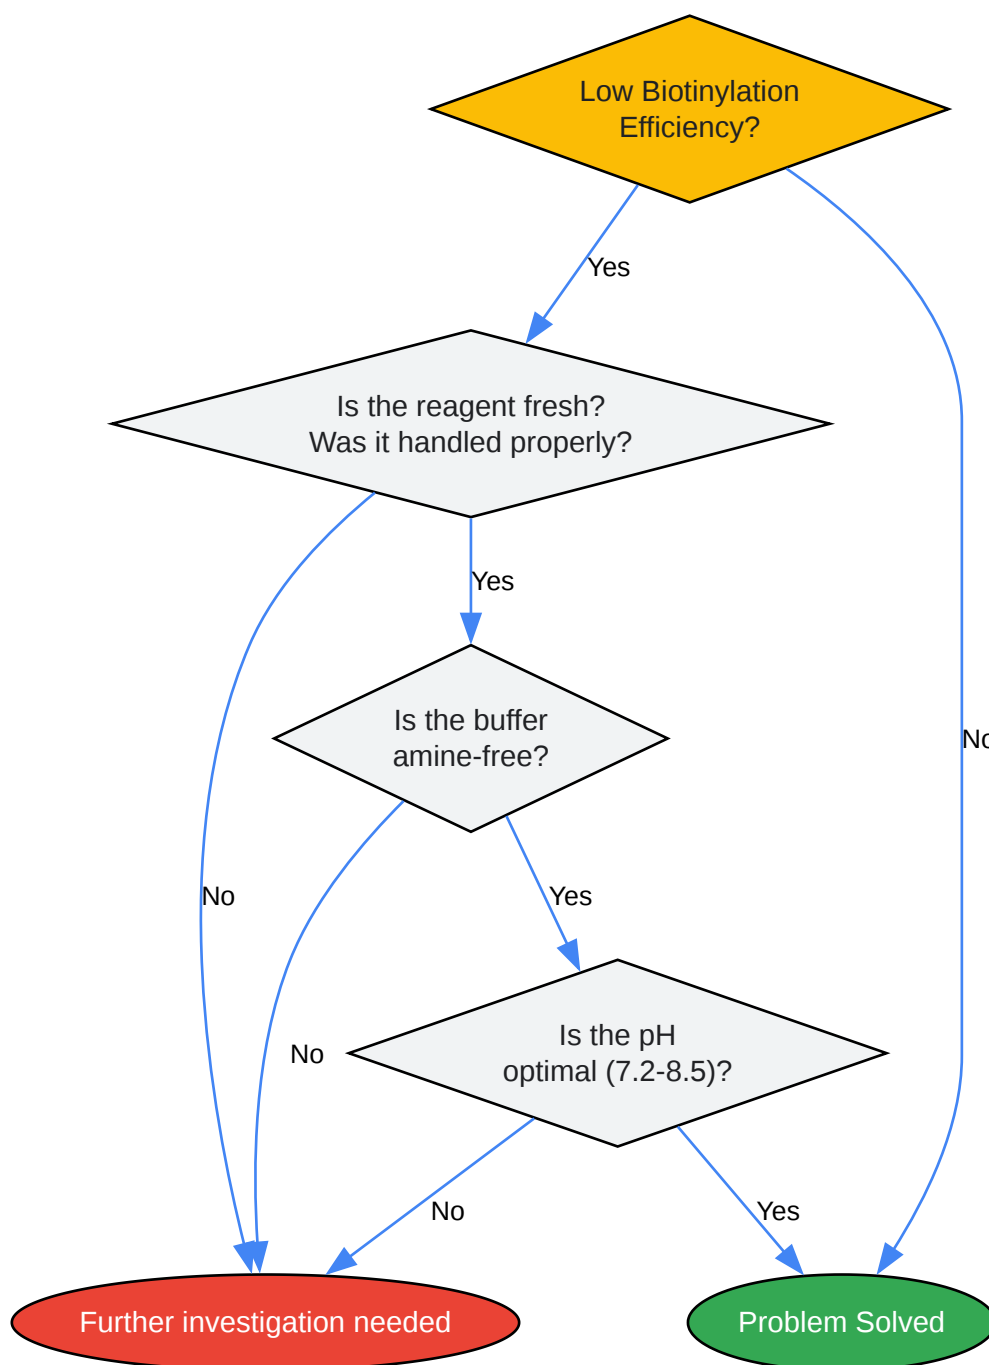 Low Biotinylation
Efficiency?
Yes
Is the reagent fresh?
Was it handled properly?
Yes
Is the buffer
amine-free?
No
No
Yes
No
Is the pH
optimal (7.2-8.5)?
No
Yes
Further investigation needed
Problem Solved